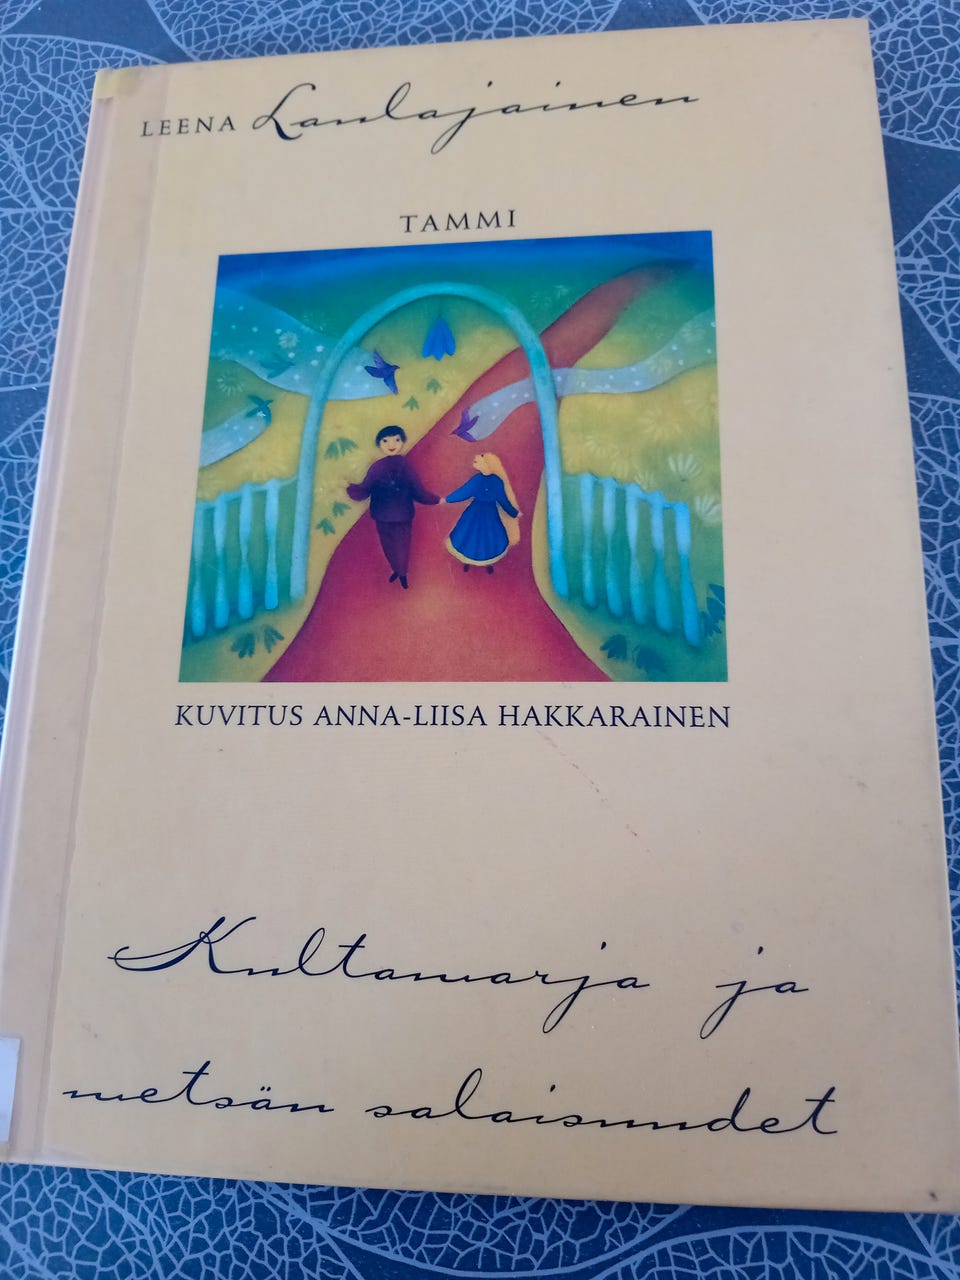 LEENA Laulajainen
TAMMI
KUVITUS ANNA-LIISA HAKKARAINEN
Kultamarja ja
metsän salaisuudet